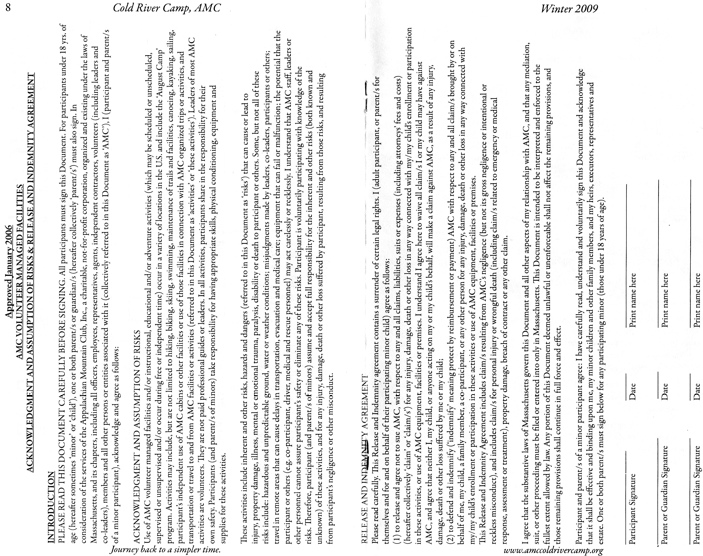 8
Cold River Camp, AMC
Winter 2009
Approved January 2006
AMC VOLUNTEER MANAGED FACILITIES
ACKNOWLEDGMENT AND ASSUMPTION OF RISKS & RELEASE AND INDEMNITY AGREEMENT
INTRODUCTION
PLEASE READ THIS DOCUMENT CAREFULLY BEFORE SIGNING. All participants must sign this Document. For participants under 18 yrs. of
age (hereafter sometimes 'minor' or 'child'), one or both parent/s or guardian/s (hereafter collectively 'parent/s') must also sign. In
consideration of the services of the Appalachian Mountain Club, Inc., a charitable, not-for-profit corporation, organized and existing under the laws of
Massachusetts, and its chapters, including all officers, employees, representatives, agents, independent contractors, volunteers (including leaders and
co-leaders), members and all other persons or entities associated with it (collectively referred to in this Document as 'AMC'), I (participant and parent/s
of a minor participant), acknowledge and agree as follows:
ACKNOWLEDGMENT AND ASSUMPTION OF RISKS
Use of AMC volunteer managed facilities and/or instructional, educational and/or adventure activities (which may be scheduled or unscheduled,
supervised or unsupervised and/or occur during free or independent time) occur in a variety of locations in the U.S. and include the 'August Camp'
program. Activities may include, but are not limited to hiking, biking, skiing, swimming, maintenance of trails and facilities, canoeing, kayaking, sailing,
participant's independent use of AMC cabins or other facilities or use of those facilities in connection with AMC organized trips or activities, and
transportation or travel to and from AMC facilities or activities (referred to in this Document as 'activities' or 'these activities'). Leaders of most AMC
activities are volunteers. They are not paid professional guides or leaders. In all activities, participants share in the responsibility for their
own safety. Participants (and parent/s of minors) take responsibility for having appropriate skills, physical conditioning, equipment and
supplies for these activities.
These activities include inherent and other risks, hazards and dangers (referred to in this Document as 'risks') that can cause or lead to
injury, property damage, illness, mental or emotional trauma, paralysis, disability or death to participant or others. Some, but not all of these
risks include: hazardous and unpredictable ground, water or weather conditions; misjudgments made by leaders, co-leaders, participants or others;
travel in remote areas that can cause delays in transportation, evacuation and medical care; equipment that can fail or malfunction; the potential that the
participant or others (e.g. co-participant, driver, medical and rescue personnel) may act carelessly or recklessly. I understand that AMC staff, leaders or
other personnel cannot assure participant's safety or eliminate any of these risks. Participant is voluntarily participating with knowledge of the
risks. Therefore, participant (and parent/s of minors) assume and accept full responsibility for the inherent and other risks (both known and
unknown) of these activities, and for any injury, damage, death or other loss suffered by participant, resulting from those risks, and resulting
from participant's negligence or other misconduct.
RELEASE AND INDEMNITY AGREEMENT
Please read carefully. This Release and Indemnity agreement contains a surrender of certain legal rights. I (adult participant, or parent/s for
themselves and for and on behalf of their participating minor child) agree as follows:
(1) to release and agree not to sue AMC, with respect to any and all claims, liabilities, suits or expenses (including attorneys' fees and costs)
(hereafter collectively 'claim' or 'claim/s') for any injury, damage, death or other loss in any way connected with my/my child's enrollment or participation
in these activities, or use of AMC equipment, facilities or premises. I understand I agree here to waive all claim/s I or my child may have against
AMC, and agree that neither I, my child, or anyone acting on my or my child's behalf, will make a claim against AMC, as a result of any injury,
damage, death or other loss suffered by me or my child;
(2) to defend and indemnify ('indemnify' meaning protect by reimbursement or payment) AMC with respect to any and all claim/s brought by or on
behalf of me, my child, a family member, a co-participant, or any other person for any injury, damage, death or other loss in any way connected with
my/my child's enrollment or participation in these activities or use of AMC equipment, facilities or premises.
This Release and Indemnity Agreement includes claim/s resulting from AMC's negligence (but not its gross negligence or intentional or
reckless misconduct), and includes claim/s for personal injury or wrongful death (including claim/s related to emergency or medical
response, assessment or treatment), property damage, breach of contract or any other claim.
I agree that the substantive laws of Massachusetts govern this Document and all other aspects of my relationship with AMC, and that any mediation,
suit, or other proceeding must be filed or entered into only in Massachusetts. This Document is intended to be interpreted and enforced to the
fullest extent allowed by law. Any portion of this Document deemed unlawful or unenforceable shall not affect the remaining provisions, and
those remaining provisions shall continue in full force and effect.
Participant and parent/s of a minor participant agree: I have carefully read, understand and voluntarily sign this Document and acknowledge
that it shall be effective and binding upon me, my minor children and other family members, and my heirs, executors, representatives and
estate. One or both parent/s must sign below for any participating minor (those under 18 years of age).
Participant Signature Date Print name here
Parent or Guardian Signature Date Print name here
Parent or Guardian Signature Date Print name here
Journey back to a simpler time.
www.amccoldrivercamp.org